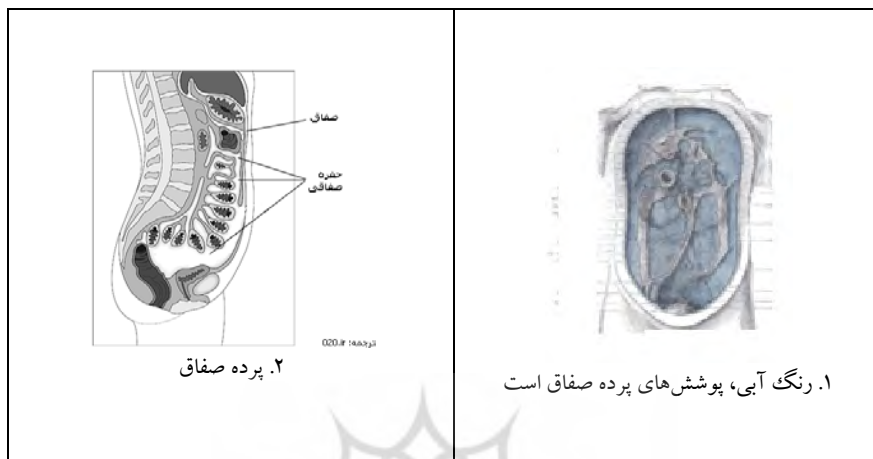 ۱. رنگ آبی، پوشش‌های پرده صفاق است
صفاق
حفره
صفاقی
ترجمه: 020.ir
۲. پرده صفاق